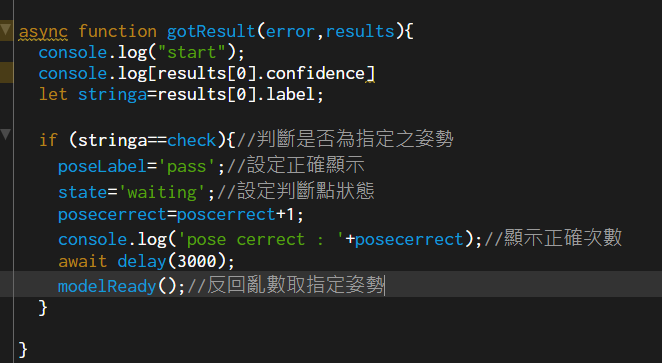 async function gotResult(error,results){
console.log("start");
console.log[results[0].confidence]
let stringa=results[0].label;
if (stringa==check){//判斷是否為指定之姿勢
poseLabel='pass';//設定正確顯示
state='waiting';//設定判斷點狀態
posecerrect=poscerrect+1;
console.log('pose cerrect : '+posecerrect);//顯示正確次數
await delay(3000);
modelReady();//反回亂數取指定姿勢
}
}